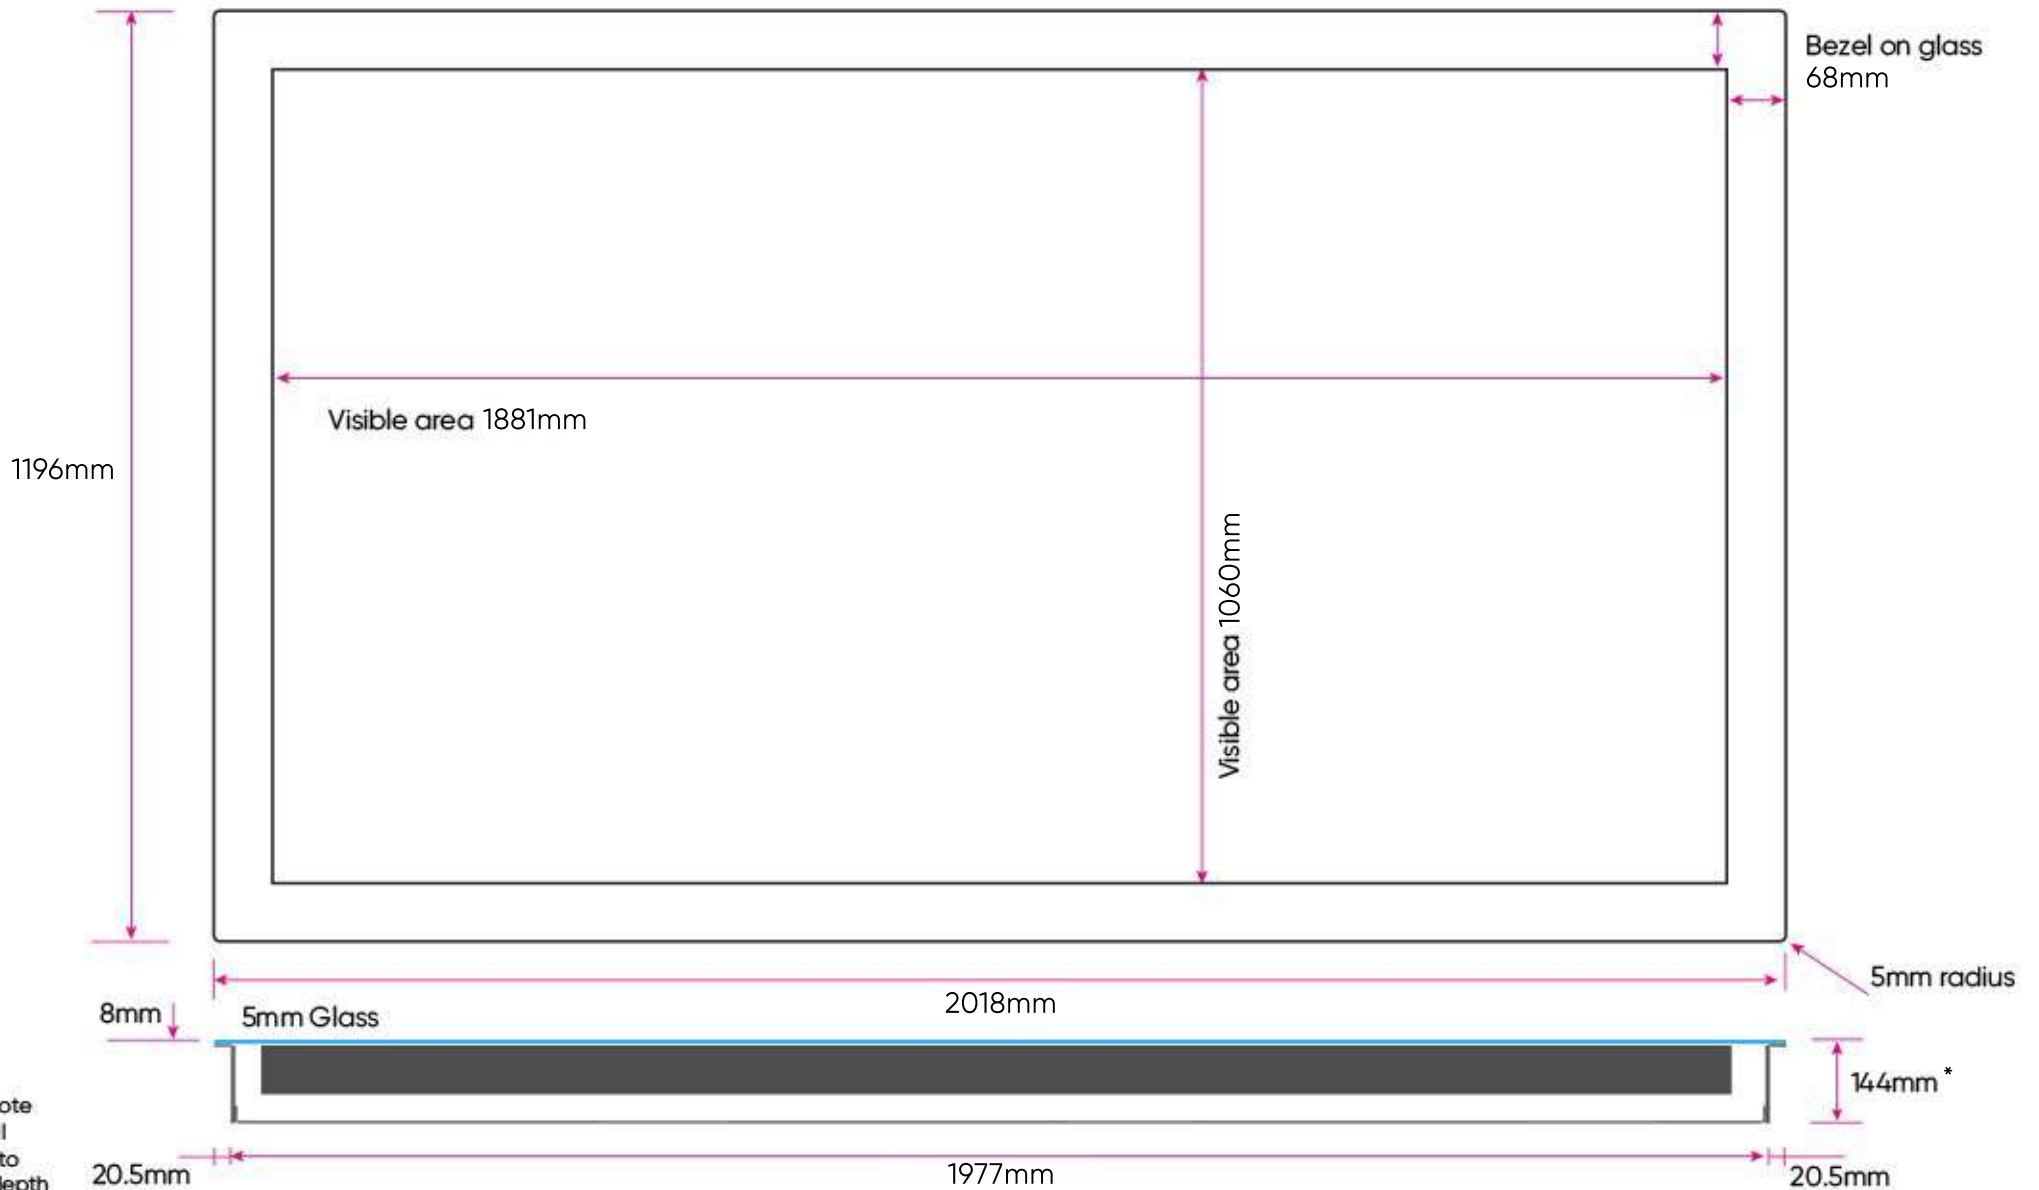 Bezel on glass
68mm
Visible area 1881mm
1196mm
Visible area 1060mm
5mm radius
2018mm
8mm
5mm Glass
144mm*
to
20.5mm
1977mm
20.5mm